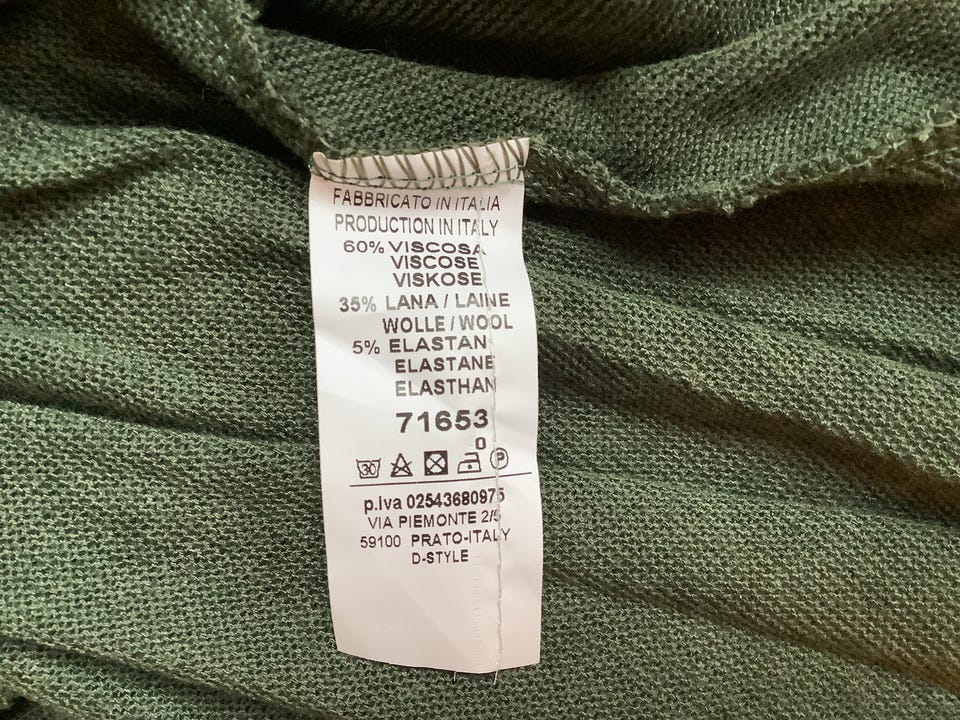 FABBRICATO IN ITALIA
PRODUCTION IN ITALY
60% VISCOSA
VISCOSE
VISKOSE
35% LANA / LAINE
WOLLE / WOOL
5% ELASTAN
ELASTANE
ELASTHAN
71653
0
30 P
p.Iva 02543680975
VIA PIEMONTE 2/5
59100 PRATO-ITALY
D-STYLE